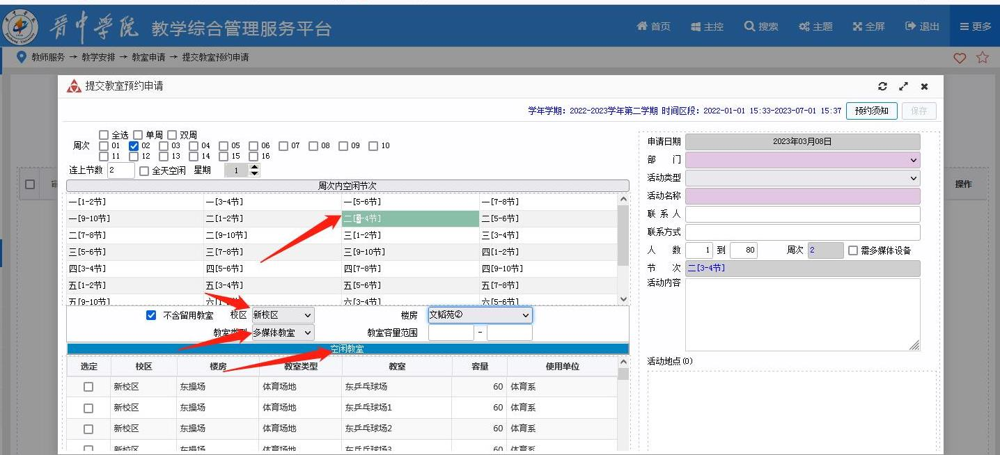 晋中学院 教学综合管理服务平台 首页 主控 搜索 主题 全屏 退出 更多
教师服务 → 教学安排 → 教室申请 → 提交教室预约申请
提交教室预约申请
学年学期：2022-2023学年第二学期 时间区段：2022-01-01 15:33-2023-07-01 15:37 预约须知 保存
全选 单周 双周
周次 01 02 03 04 05 06 07 08 09 10
11 12 13 14 15 16
连上节数 2 全天空闲 星期 1
周次内空闲节次
一[1-2节] 一[3-4节] 一[5-6节] 一[7-8节]
一[9-10节] 二[1-2节] 二[3-4节] 二[5-6节]
二[7-8节] 二[9-10节] 三[1-2节] 三[3-4节]
三[5-6节] 三[7-8节] 三[9-10节] 四[1-2节]
四[3-4节] 四[5-6节] 四[7-8节] 四[9-10节]
五[1-2节] 五[3-4节] 五[5-6节] 五[7-8节]
五[9-10节] 六[1- 六[3-4节] 六[5-6节]
不含留用教室 校区 新校区 楼房 文韬苑②
教室类型 多媒体教室 教室容量范围 -
空闲教室
选定 校区 楼房 教室类型 教室 容量 使用单位
新校区 东操场 体育场地 东乒乓球场 60 体育系
新校区 东操场 体育场地 东乒乓球场1 60 体育系
新校区 东操场 体育场地 东乒乓球场2 60 体育系
新校区 东操场 体育场地 东乒乓球场3 60 体育系
申请日期 2023年03月08日
部 门
活动类型
活动名称
联 系 人
联系方式
人 数 1 到 80 周次 2 需多媒体设备
节 次 二[3-4节]
活动内容
活动地点(0)
操作